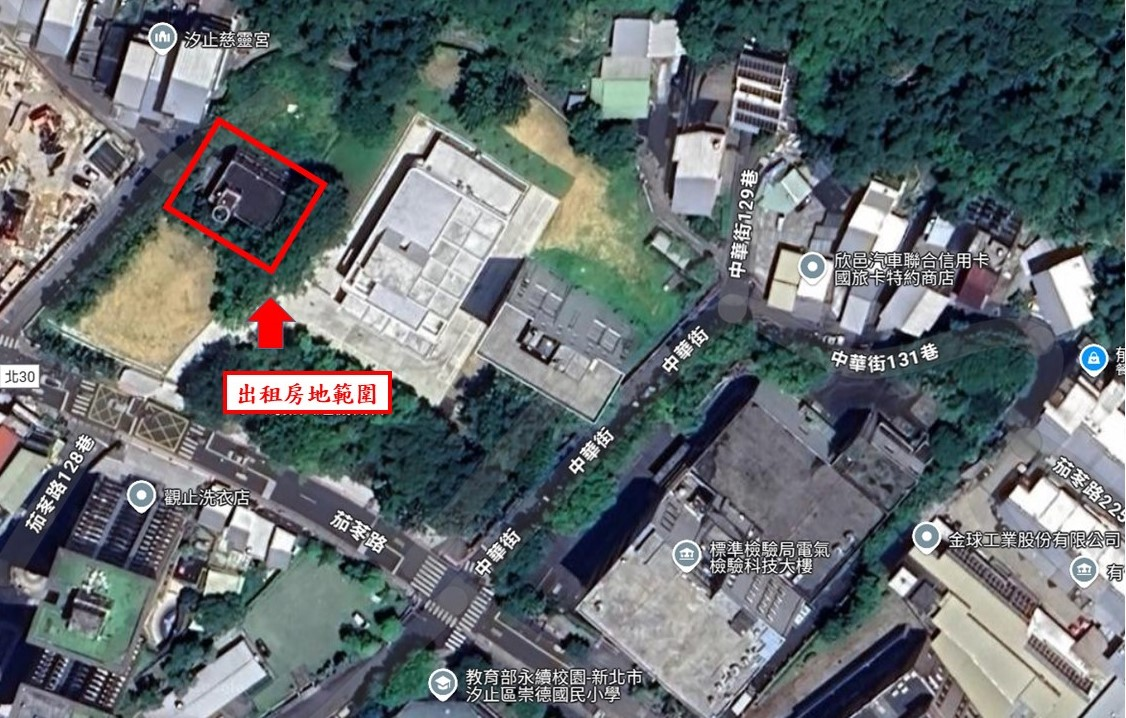 汐止慈靈宮
中華街129巷
欣邑汽車聯合信用卡
國旅卡特約商店
中華街
中華街131巷
北30
出租房地範圍
茄苳路128巷
觀止洗衣店
茄苳路
中華街
中華街
標準檢驗局電氣
檢驗科技大樓
茄苳路225
金球工業股份有限公司
有
教育部永續校園-新北市
汐止區崇德國民小學